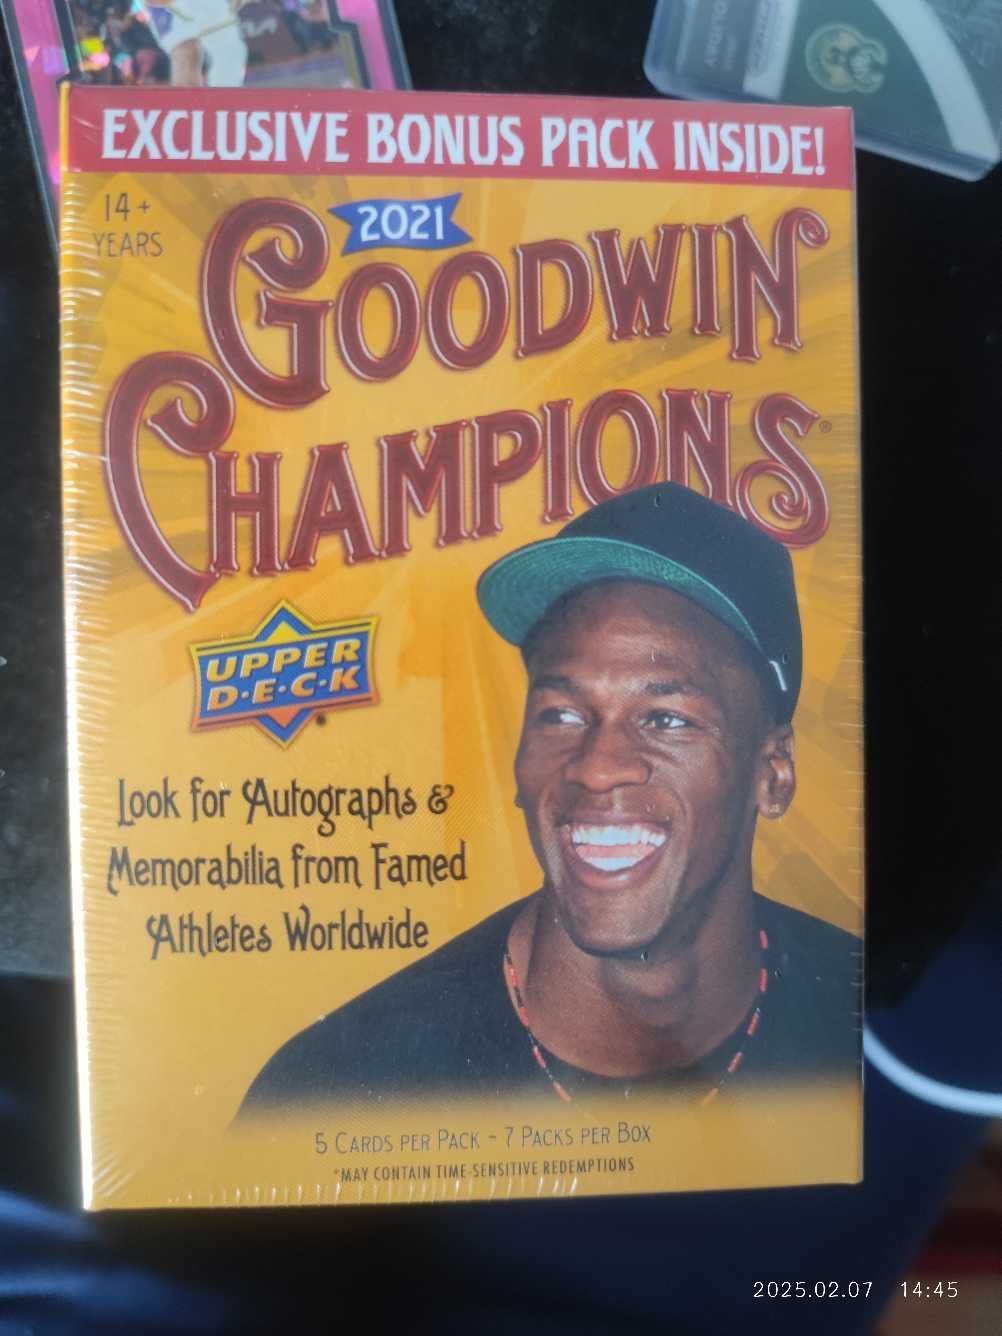 EXCLUSIVE BONUS PACK INSIDE!
14+
YEARS
2021
GOODWIN
CHAMPIONS®
UPPER
D·E·C·K®
Look for Autographs &
Memorabilia from Famed
Athletes Worldwide
5 CARDS PER PACK - 7 PACKS PER BOX
*MAY CONTAIN TIME-SENSITIVE REDEMPTIONS
2025.02.07 14:45